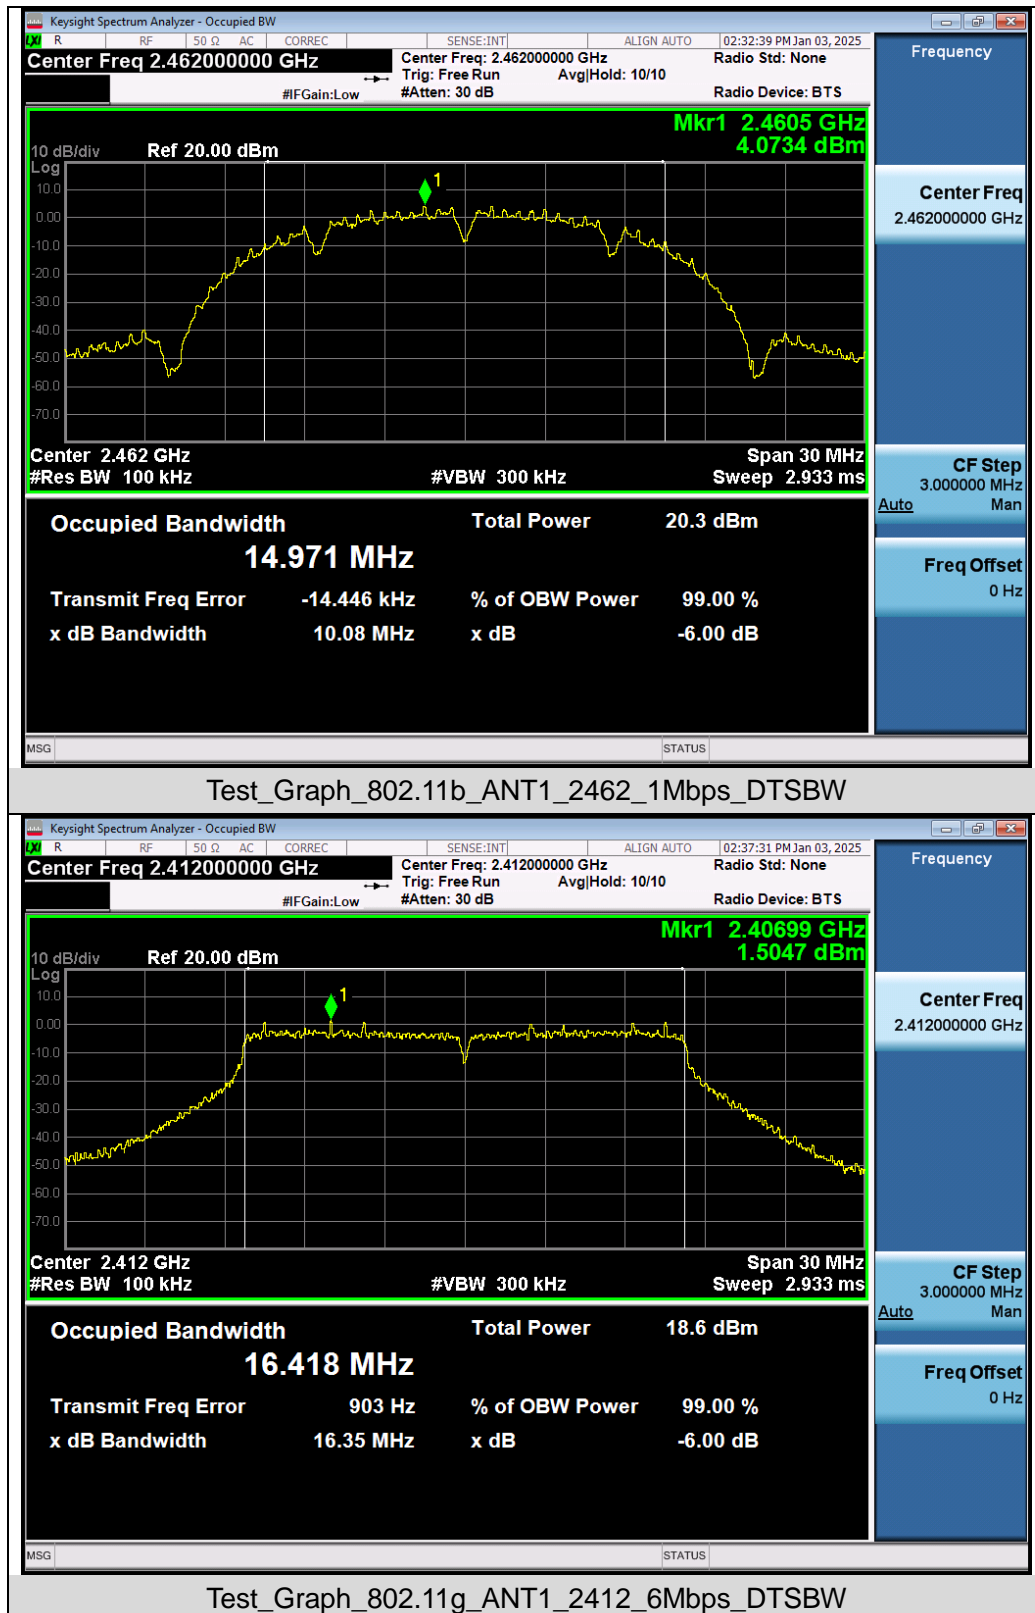 Keysight Spectrum Analyzer - Occupied BW
LXI R RF 50 Ω AC CORREC SENSE:INT ALIGN AUTO 02:32:39 PM Jan 03, 2025
Center Freq 2.462000000 GHz
Center Freq: 2.462000000 GHz Radio Std: None
Trig: Free Run Avg|Hold: 10/10
#IFGain:Low #Atten: 30 dB Radio Device: BTS
Frequency
Mkr1 2.4605 GHz
10 dB/div Ref 20.00 dBm 4.0734 dBm
Log
10.0
0.00
-10.0
-20.0
-30.0
-40.0
-50.0
-60.0
-70.0
1
Center 2.462 GHz Span 30 MHz
#Res BW 100 kHz #VBW 300 kHz Sweep 2.933 ms
Center Freq
2.462000000 GHz
CF Step
3.000000 MHz
Auto Man
Freq Offset
0 Hz
Occupied Bandwidth Total Power 20.3 dBm
14.971 MHz
Transmit Freq Error -14.446 kHz % of OBW Power 99.00 %
x dB Bandwidth 10.08 MHz x dB -6.00 dB
MSG STATUS
Test_Graph_802.11b_ANT1_2462_1Mbps_DTSBW
Keysight Spectrum Analyzer - Occupied BW
LXI R RF 50 Ω AC CORREC SENSE:INT ALIGN AUTO 02:37:31 PM Jan 03, 2025
Center Freq 2.412000000 GHz
Center Freq: 2.412000000 GHz Radio Std: None
Trig: Free Run Avg|Hold: 10/10
#IFGain:Low #Atten: 30 dB Radio Device: BTS
Frequency
Mkr1 2.40699 GHz
10 dB/div Ref 20.00 dBm 1.5047 dBm
Log
10.0
0.00
-10.0
-20.0
-30.0
-40.0
-50.0
-60.0
-70.0
1
Center 2.412 GHz Span 30 MHz
#Res BW 100 kHz #VBW 300 kHz Sweep 2.933 ms
Center Freq
2.412000000 GHz
CF Step
3.000000 MHz
Auto Man
Freq Offset
0 Hz
Occupied Bandwidth Total Power 18.6 dBm
16.418 MHz
Transmit Freq Error 903 Hz % of OBW Power 99.00 %
x dB Bandwidth 16.35 MHz x dB -6.00 dB
MSG STATUS
Test_Graph_802.11g_ANT1_2412_6Mbps_DTSBW